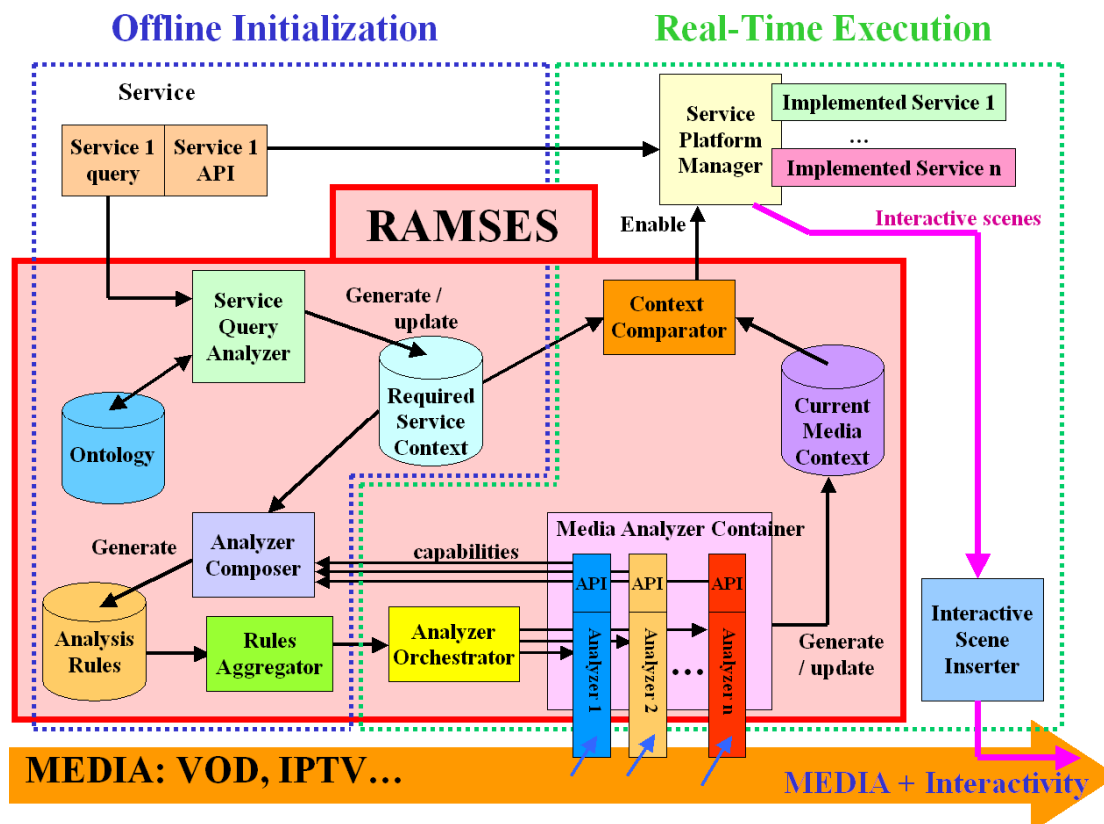 Offline Initialization
Real-Time Execution
Service
Service 1
query
Service 1
API
Service
Platform
Manager
Implemented Service 1
...
Implemented Service n
RAMSES
Enable
Interactive scenes
Service
Query
Analyzer
Generate /
update
Context
Comparator
Ontology
Required
Service
Context
Current
Media
Context
Generate
Analyzer
Composer
capabilities
Media Analyzer Container
API
API
API
Analysis
Rules
Rules
Aggregator
Analyzer
Orchestrator
Analyzer 1
Analyzer 2
...
Analyzer n
Generate
/ update
Interactive
Scene
Inserter
MEDIA: VOD, IPTV...
MEDIA + Interactivity